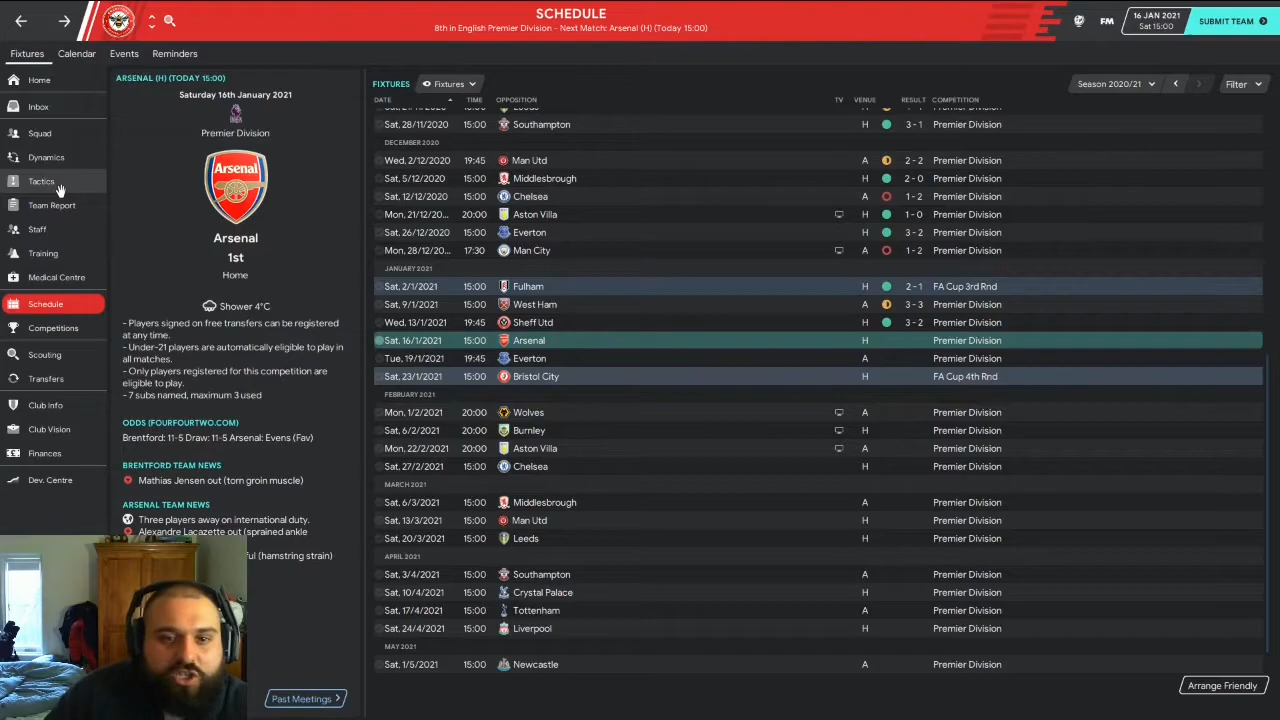 SCHEDULE
8th in English Premier Division - Next Match: Arsenal (H) (Today 15:00)
FM
16 JAN 2021
Sat 15:00
SUBMIT TEAM
Fixtures Calendar Events Reminders
Home
Inbox
Squad
Dynamics
Tactics
Team Report
Staff
Training
Medical Centre
Schedule
Competitions
Scouting
Transfers
Club Info
Club Vision
Finances
Dev. Centre
ARSENAL (H) (TODAY 15:00)
Saturday 16th January 2021
Premier Division
Arsenal
Arsenal
1st
Home
Shower 4°C
- Players signed on free transfers can be registered
at any time.
- Under-21 players are automatically eligible to play in
all matches.
- Only players registered for this competition are
eligible to play.
- 7 subs named, maximum 3 used
ODDS (FOURFOURTWO.COM)
Brentford: 11-5 Draw: 11-5 Arsenal: Evens (Fav)
BRENTFORD TEAM NEWS
Mathias Jensen out (torn groin muscle)
ARSENAL TEAM NEWS
Three players away on international duty.
Alexandre Lacazette out (sprained ankle
(hamstring strain)
Past Meetings
FIXTURES Fixtures Season 2020/21 Filter
DATE TIME OPPOSITION TV VENUE RESULT COMPETITION
Sat, 28/11/2020 15:00 Southampton H 3 - 1 Premier Division
DECEMBER 2020
Wed, 2/12/2020 19:45 Man Utd A 2 - 2 Premier Division
Sat, 5/12/2020 15:00 Middlesbrough H 2 - 0 Premier Division
Sat, 12/12/2020 15:00 Chelsea A 1 - 2 Premier Division
Mon, 21/12/20... 20:00 Aston Villa H 1 - 0 Premier Division
Sat, 26/12/2020 15:00 Everton H 3 - 2 Premier Division
Mon, 28/12/20... 17:30 Man City A 1 - 2 Premier Division
JANUARY 2021
Sat, 2/1/2021 15:00 Fulham H 2 - 1 FA Cup 3rd Rnd
Sat, 9/1/2021 15:00 West Ham A 3 - 3 Premier Division
Wed, 13/1/2021 19:45 Sheff Utd H 3 - 2 Premier Division
Sat, 16/1/2021 15:00 Arsenal H Premier Division
Tue, 19/1/2021 19:45 Everton A Premier Division
Sat, 23/1/2021 15:00 Bristol City H FA Cup 4th Rnd
FEBRUARY 2021
Mon, 1/2/2021 20:00 Wolves A Premier Division
Sat, 6/2/2021 20:00 Burnley A Premier Division
Mon, 22/2/2021 20:00 Aston Villa A Premier Division
Sat, 27/2/2021 15:00 Chelsea H Premier Division
MARCH 2021
Sat, 6/3/2021 15:00 Middlesbrough A Premier Division
Sat, 13/3/2021 15:00 Man Utd H Premier Division
Sat, 20/3/2021 15:00 Leeds H Premier Division
APRIL 2021
Sat, 3/4/2021 15:00 Southampton A Premier Division
Sat, 10/4/2021 15:00 Crystal Palace H Premier Division
Sat, 17/4/2021 15:00 Tottenham A Premier Division
Sat, 24/4/2021 15:00 Liverpool H Premier Division
MAY 2021
Sat, 1/5/2021 15:00 Newcastle A Premier Division
Arrange Friendly